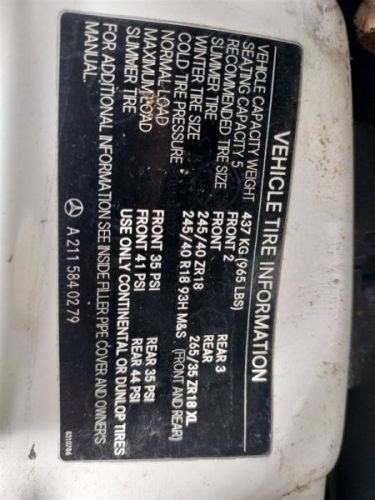 VEHICLE TIRE INFORMATION
VEHICLE CAPACITY WEIGHT 437 KG (965 LBS)
SEATING CAPACITY 5 FRONT 2 REAR 3
RECOMMENDED TIRE SIZE FRONT REAR
SUMMER TIRE 245/40 ZR18 265/35 ZR18 XL
WINTER TIRE SIZE 245/40 R18 93H M&S (FRONT AND REAR)
COLD TIRE PRESSURE
NORMAL LOAD FRONT 35 PSI REAR 35 PSI
MAXIMUM LOAD FRONT 41 PSI REAR 44 PSI
SUMMER TIRE USE ONLY CONTINENTAL OR DUNLOP TIRES
FOR ADDITIONAL INFORMATION SEE INSIDE FILLER PIPE COVER AND OWNER'S
MANUAL.
A 211 584 02 79